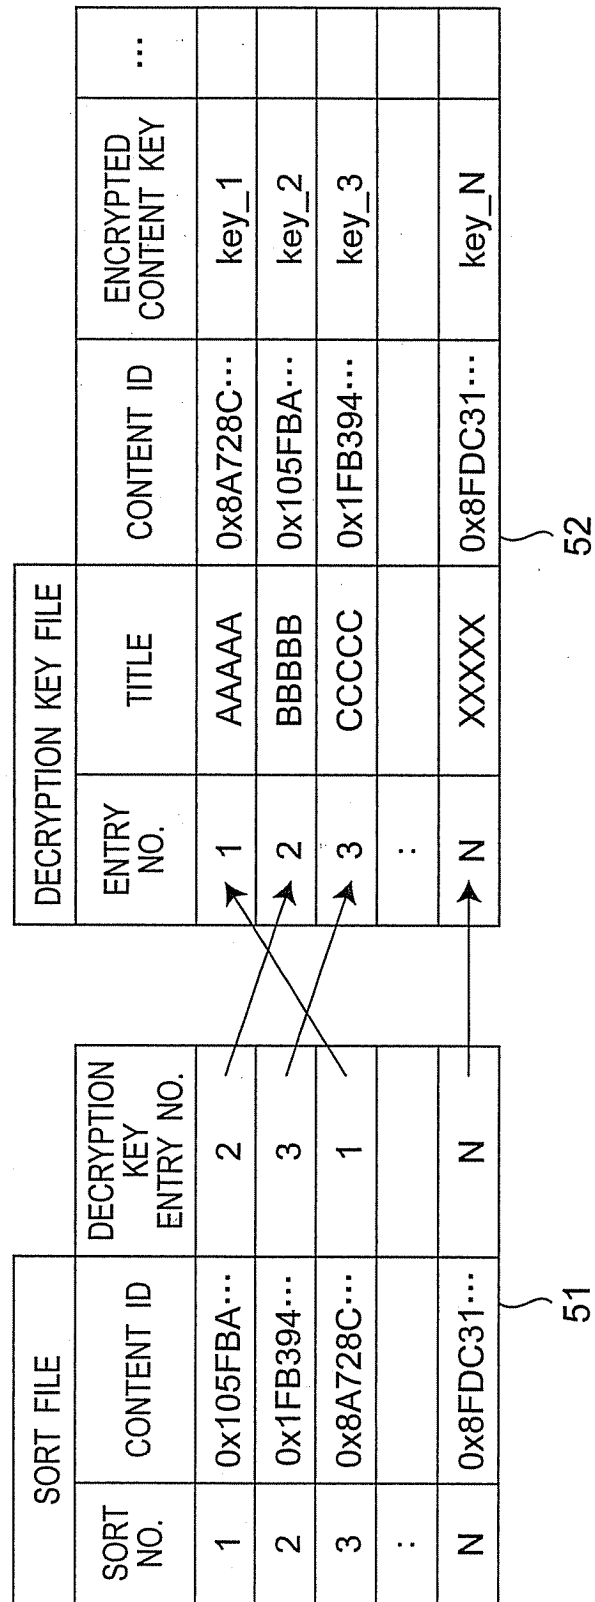 SORT FILE
SORT NO. CONTENT ID DECRYPTION KEY ENTRY NO.
1 0x105FBA··· 2
2 0x1FB394··· 3
3 0x8A728C··· 1
:
N 0x8FDC31··· N
51
DECRYPTION KEY FILE
ENTRY NO. TITLE CONTENT ID ENCRYPTED CONTENT KEY ···
1 AAAAA 0x8A728C··· key_1
2 BBBBB 0x105FBA··· key_2
3 CCCCC 0x1FB394··· key_3
:
N XXXXX 0x8FDC31··· key_N
52